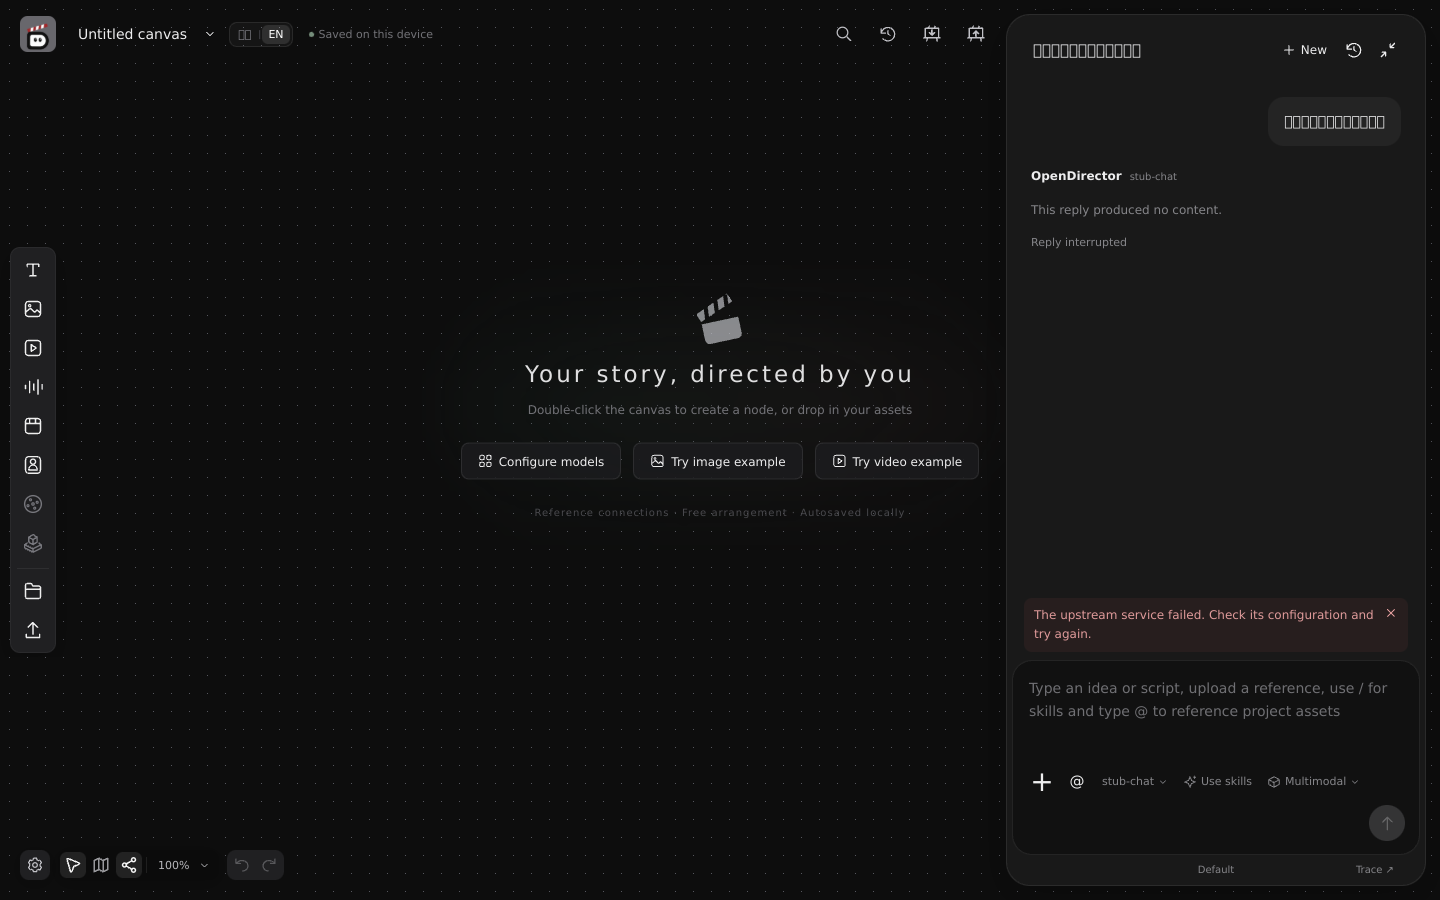 Untitled canvas
EN
Saved on this device
+ New
OpenDirector stub-chat
This reply produced no content.
Reply interrupted
Your story, directed by you
Double-click the canvas to create a node, or drop in your assets
Configure models
Try image example
Try video example
Reference connections · Free arrangement · Autosaved locally
The upstream service failed. Check its configuration and
try again.
Type an idea or script, upload a reference, use / for
skills and type @ to reference project assets
@ stub-chat Use skills Multimodal
100%
Default
Trace ↗